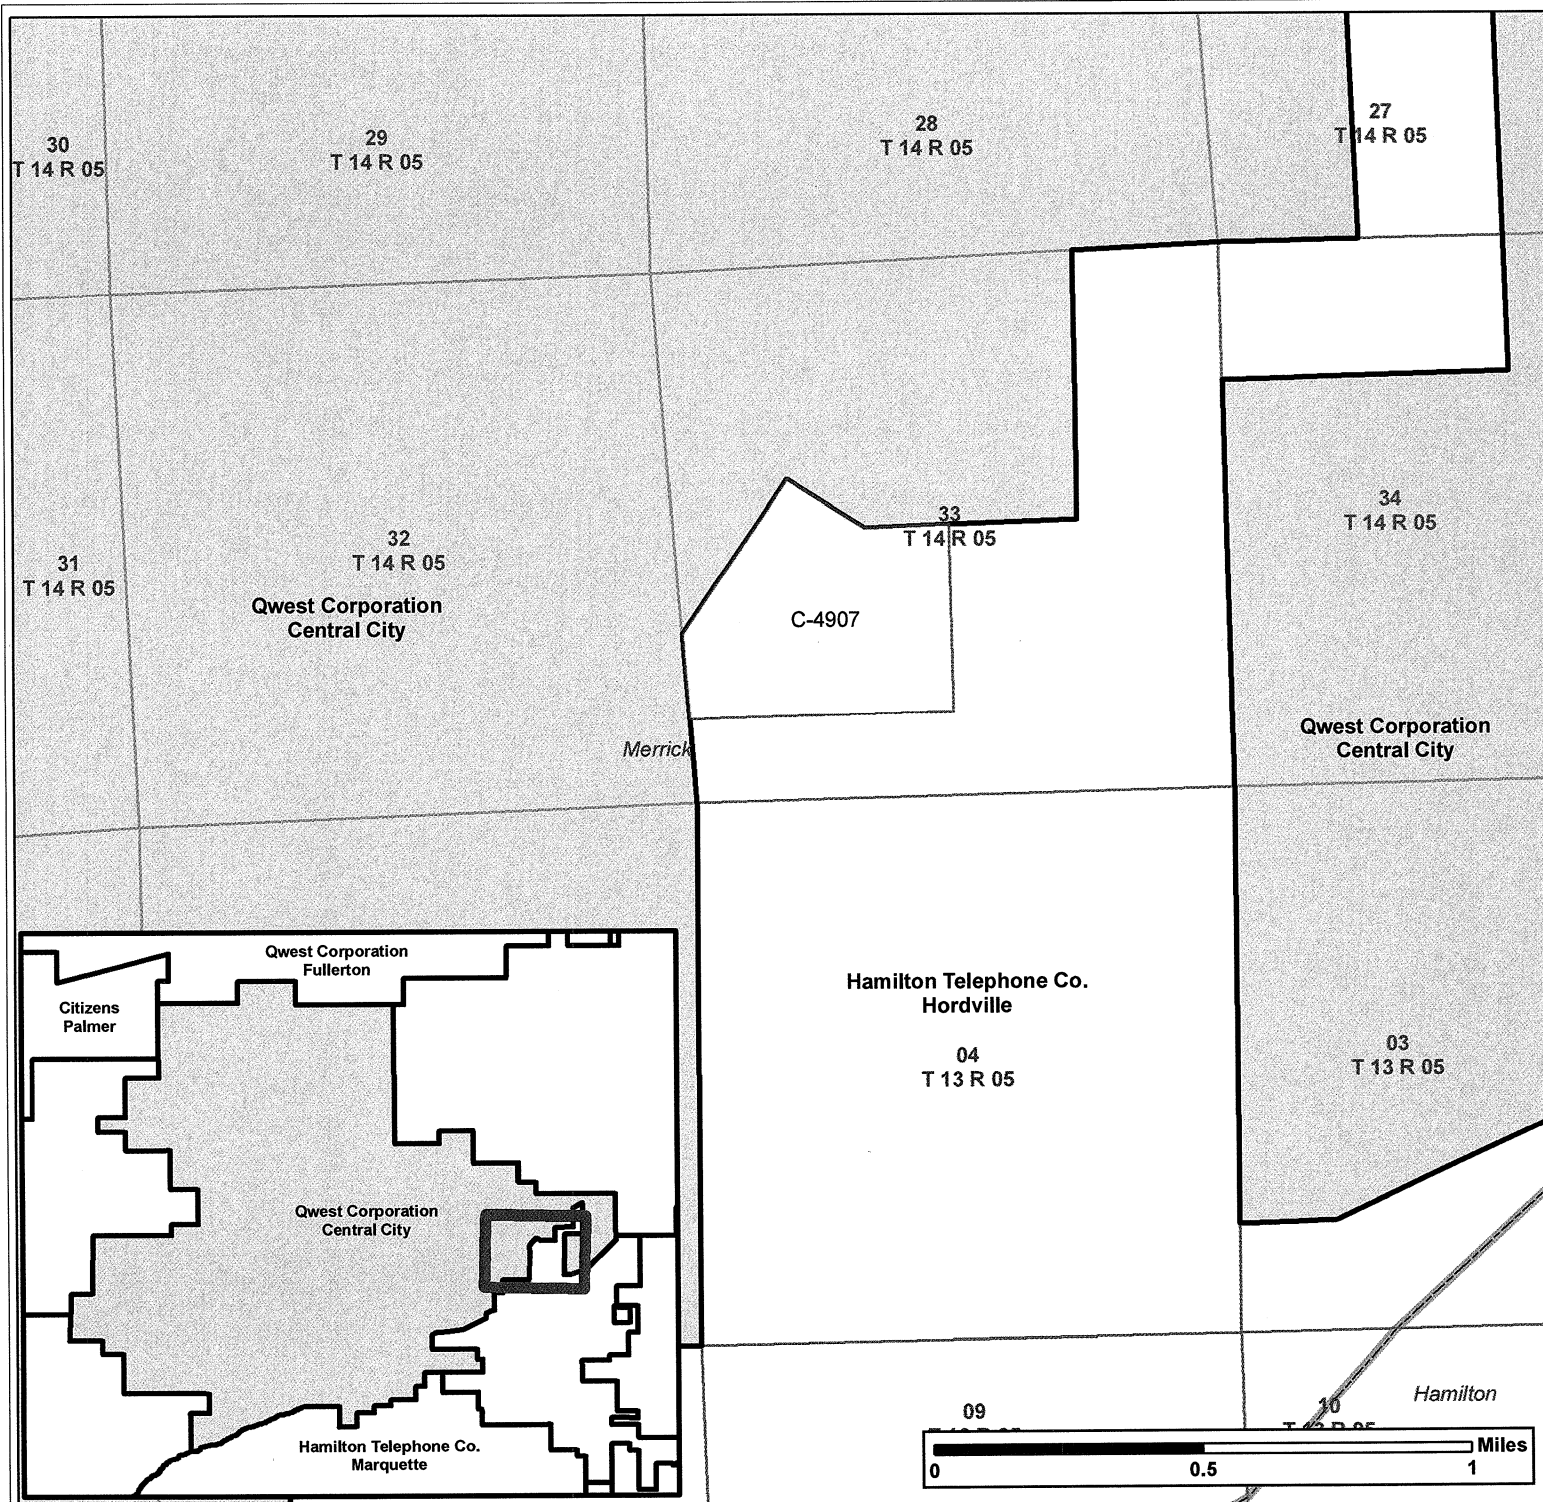 30
T 14 R 05
29
T 14 R 05
28
T 14 R 05
27
T 14 R 05
31
T 14 R 05
32
T 14 R 05
Qwest Corporation
Central City
33
T 14 R 05
34
T 14 R 05
C-4907
Merrick
Qwest Corporation
Central City
Hamilton Telephone Co.
Hordville
04
T 13 R 05
03
T 13 R 05
Qwest Corporation
Fullerton
Citizens
Palmer
Qwest Corporation
Central City
Hamilton Telephone Co.
Marquette
09
10
Hamilton
Miles
0
0.5
1